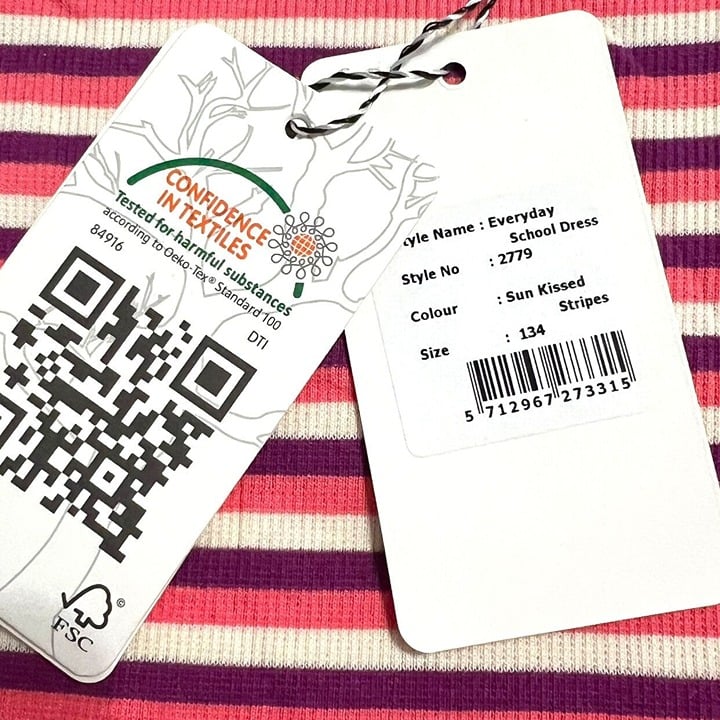 CONFIDENCE
IN TEXTILES
Tested for harmful substances
according to Oeko-Tex® Standard 100
84916
DTI
FSC
©
tyle Name : Everyday
School Dress
Style No : 2779
Colour : Sun Kissed
Stripes
Size : 134
5 712967 273315